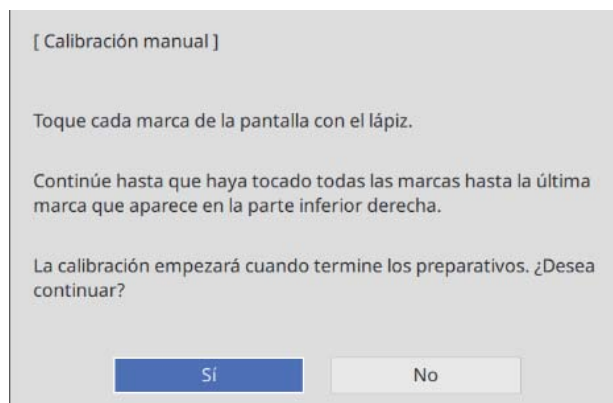 [ Calibración manual ]
Toque cada marca de la pantalla con el lápiz.
Continúe hasta que haya tocado todas las marcas hasta la última
marca que aparece en la parte inferior derecha.
La calibración empezará cuando termine los preparativos. ¿Desea
continuar?
Sí
No